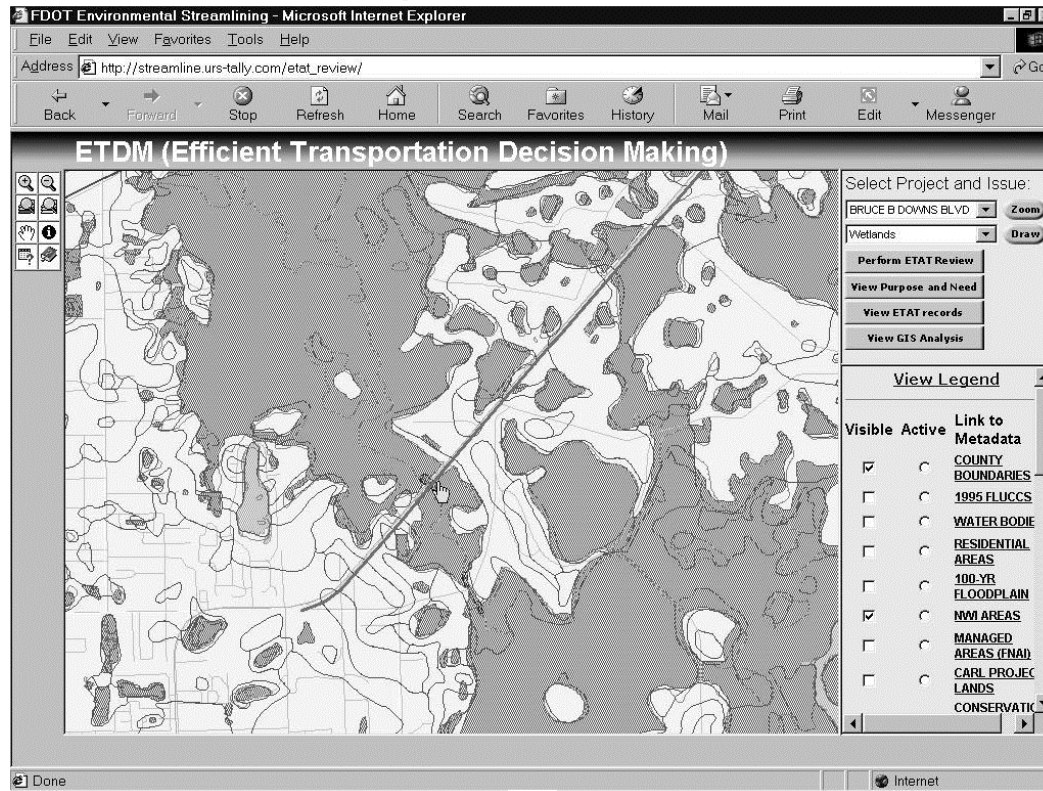 FDOT Environmental Streamlining - Microsoft Internet Explorer
File Edit View Favorites Tools Help
Address http://streamline.urs-tally.com/etat_review/ Go
Back Forward Stop Refresh Home Search Favorites History Mail Print Edit Messenger
ETDM (Efficient Transportation Decision Making)
Select Project and Issue:
BRUCE B DOWNS BLVD Zoom
Wetlands Draw
Perform ETAT Review
View Purpose and Need
View ETAT records
View GIS Analysis
View Legend
Visible Active Link to
Metadata
COUNTY
BOUNDARIES
1995 FLUCCS
WATER BODIE
RESIDENTIAL
AREAS
100-YR
FLOODPLAIN
NWI AREAS
MANAGED
AREAS (FNAI)
CARL PROJEC
LANDS
CONSERVATIO
Done Internet